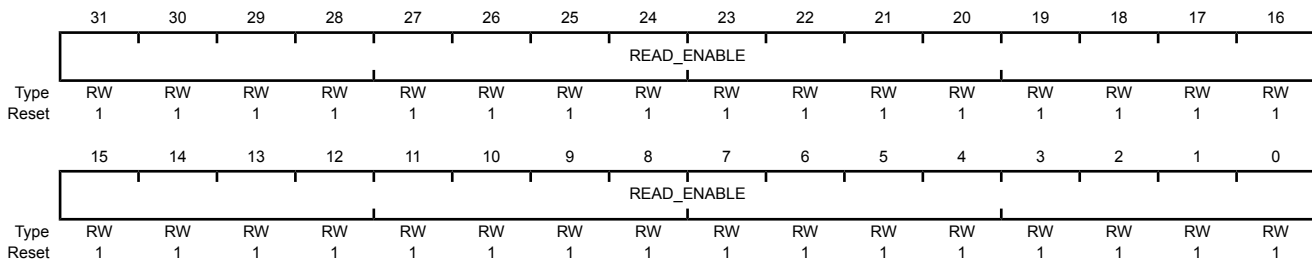 31 30 29 28 27 26 25 24 23 22 21 20 19 18 17 16
READ_ENABLE
Type RW RW RW RW RW RW RW RW RW RW RW RW RW RW RW RW
Reset 1 1 1 1 1 1 1 1 1 1 1 1 1 1 1 1
15 14 13 12 11 10 9 8 7 6 5 4 3 2 1 0
READ_ENABLE
Type RW RW RW RW RW RW RW RW RW RW RW RW RW RW RW RW
Reset 1 1 1 1 1 1 1 1 1 1 1 1 1 1 1 1